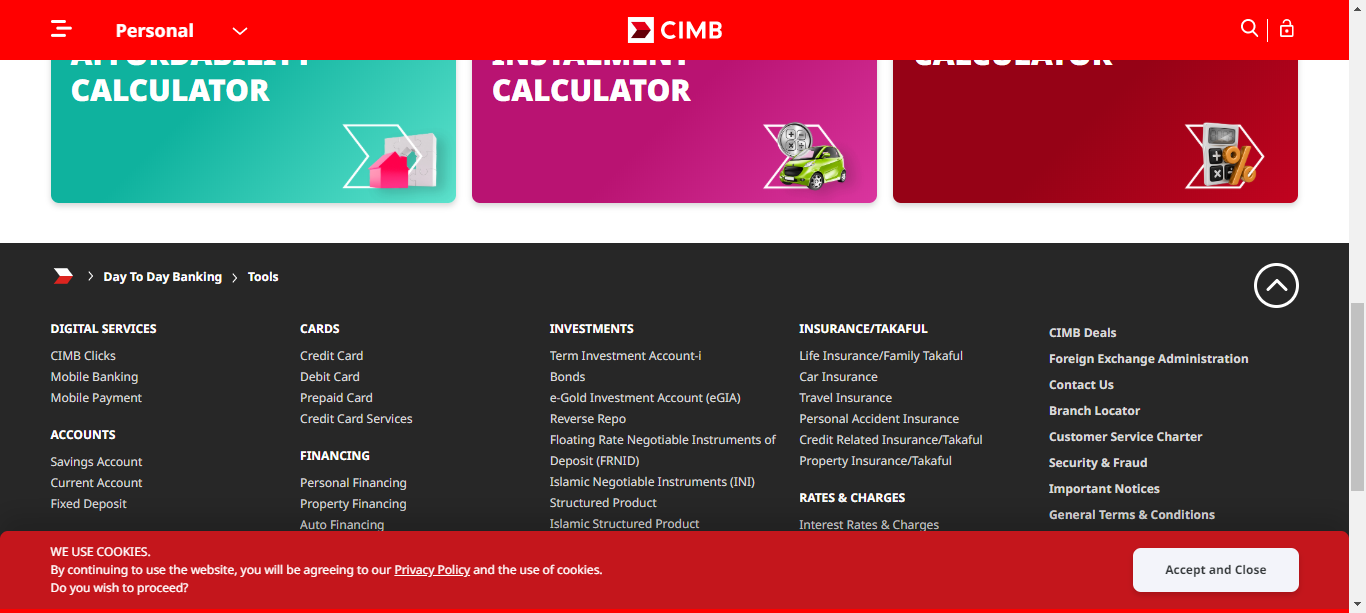 Personal
CIMB
AFFORDABILITY
CALCULATOR
INSTALMENT
CALCULATOR
CALCULATOR
Day To Day Banking
Tools
DIGITAL SERVICES
CIMB Clicks
Mobile Banking
Mobile Payment
ACCOUNTS
Savings Account
Current Account
Fixed Deposit
CARDS
Credit Card
Debit Card
Prepaid Card
Credit Card Services
FINANCING
Personal Financing
Property Financing
Auto Financing
INVESTMENTS
Term Investment Account-i
Bonds
e-Gold Investment Account (eGIA)
Reverse Repo
Floating Rate Negotiable Instruments of
Deposit (FRNID)
Islamic Negotiable Instruments (INI)
Structured Product
Islamic Structured Product
INSURANCE/TAKAFUL
Life Insurance/Family Takaful
Car Insurance
Travel Insurance
Personal Accident Insurance
Credit Related Insurance/Takaful
Property Insurance/Takaful
RATES & CHARGES
Interest Rates & Charges
CIMB Deals
Foreign Exchange Administration
Contact Us
Branch Locator
Customer Service Charter
Security & Fraud
Important Notices
General Terms & Conditions
WE USE COOKIES.
By continuing to use the website, you will be agreeing to our Privacy Policy and the use of cookies.
Do you wish to proceed?
Accept and Close